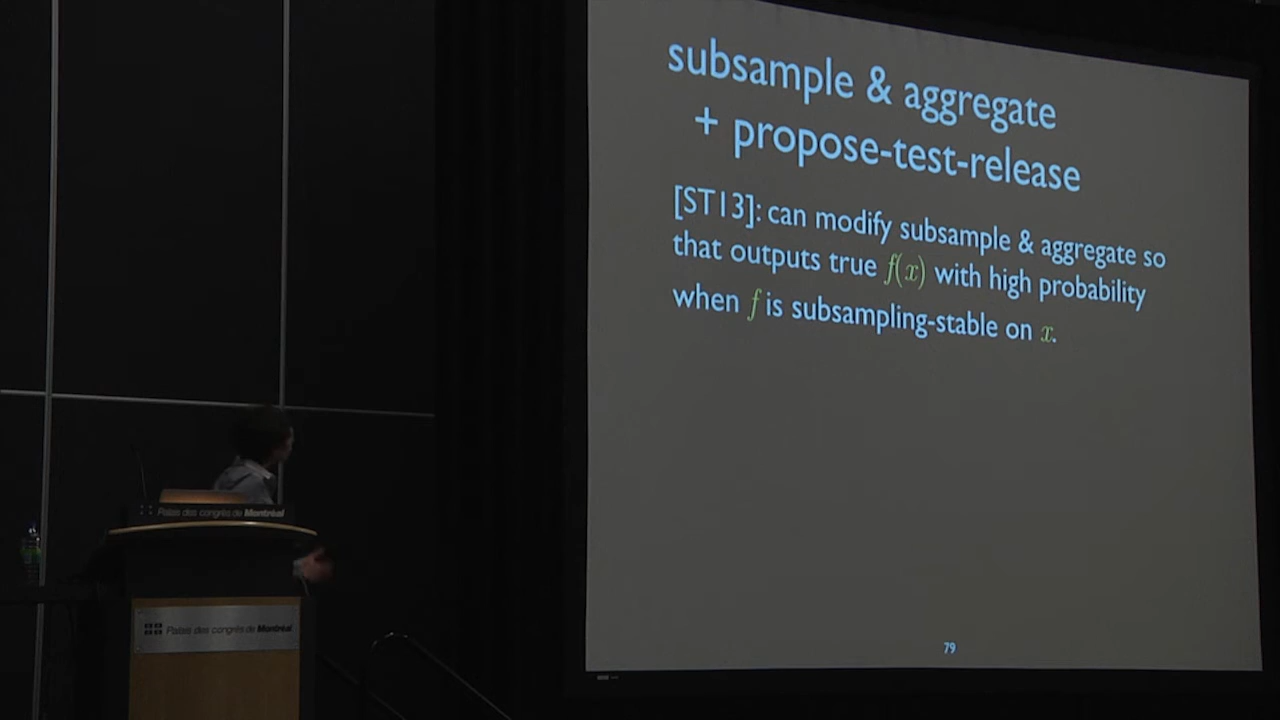 subsample & aggregate
+ propose-test-release
[ST13]: can modify subsample & aggregate so
that outputs true f(x) with high probability
when f is subsampling-stable on x.
79
Palais des congrès de Montréal
Palais des congrès de Montréal